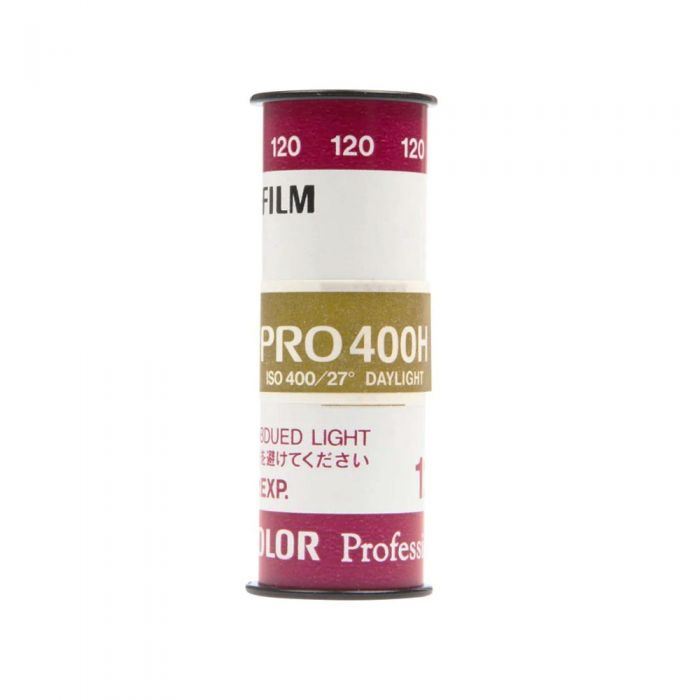 120 120 120
FILM
PRO 400H
ISO 400/27° DAYLIGHT
BDUED LIGHT
を避けてください
EXP. 1
OLOR Professi